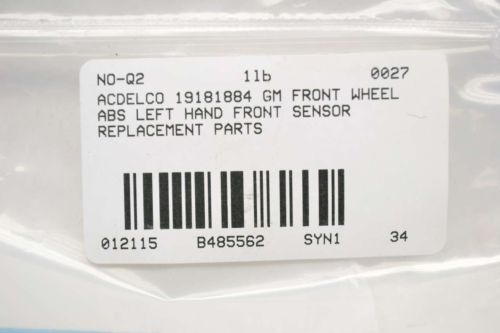 NO-Q2 11b 0027
ACDELCO 19181884 GM FRONT WHEEL
ABS LEFT HAND FRONT SENSOR
REPLACEMENT PARTS
012115 B485562 SYN1 34